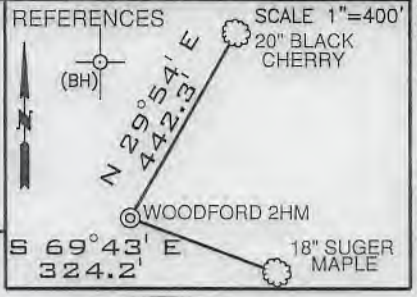 REFERENCES
SCALE 1"=400'
20" BLACK
CHERRY
(BH)
N
N 29°54' E
442.3'
WOODFORD 2HM
S 69°43' E
324.2'
18" SUGER
MAPLE